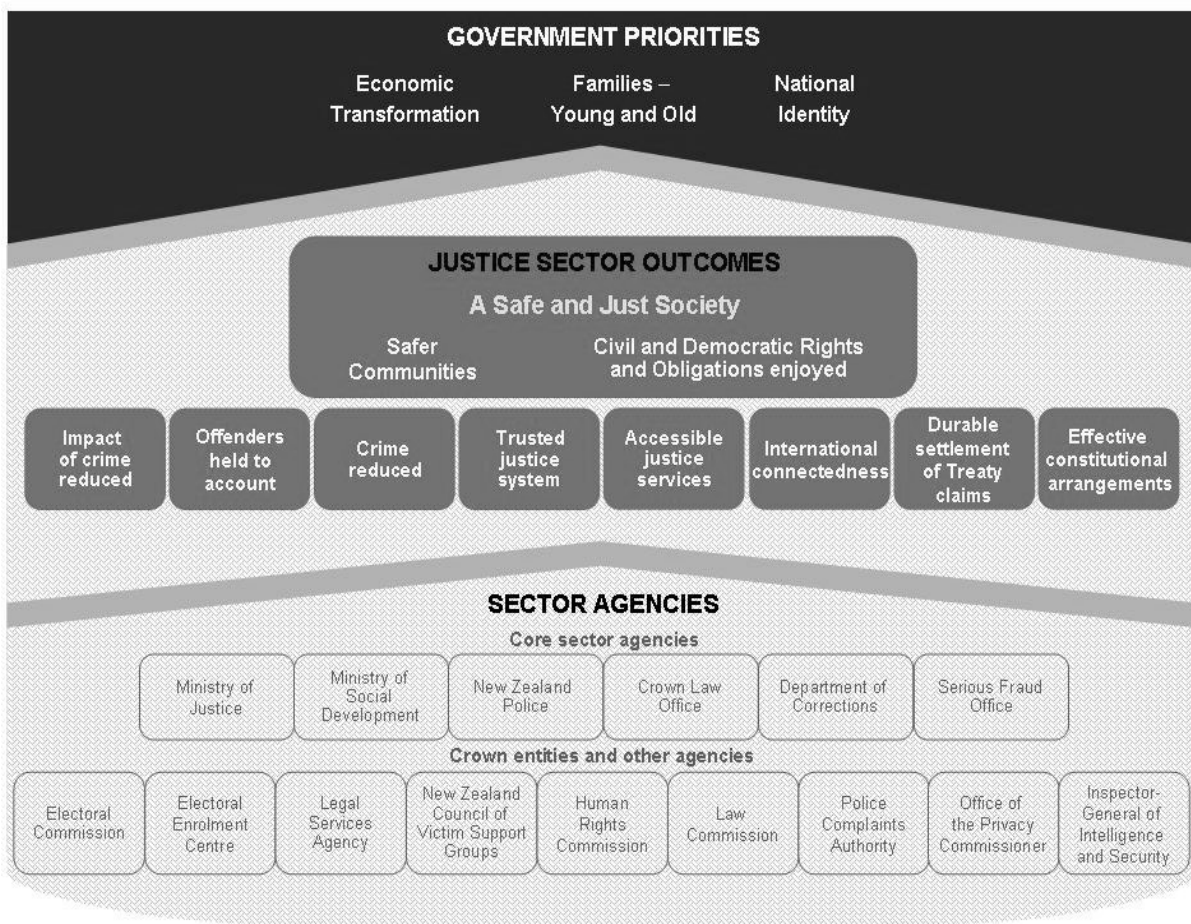 GOVERNMENT PRIORITIES
Economic
Transformation
Families –
Young and Old
National
Identity
JUSTICE SECTOR OUTCOMES
A Safe and Just Society
Safer
Communities
Civil and Democratic Rights
and Obligations enjoyed
Impact
of crime
reduced
Offenders
held to
account
Crime
reduced
Trusted
justice
system
Accessible
justice
services
International
connectedness
Durable
settlement
of Treaty
claims
Effective
constitutional
arrangements
SECTOR AGENCIES
Core sector agencies
Ministry of
Justice
Ministry of
Social
Development
New Zealand
Police
Crown Law
Office
Department of
Corrections
Serious Fraud
Office
Crown entities and other agencies
Electoral
Commission
Electoral
Enrolment
Centre
Legal
Services
Agency
New Zealand
Council of
Victim Support
Groups
Human
Rights
Commission
Law
Commission
Police
Complaints
Authority
Office of
the Privacy
Commissioner
Inspector-
General of
Intelligence
and Security